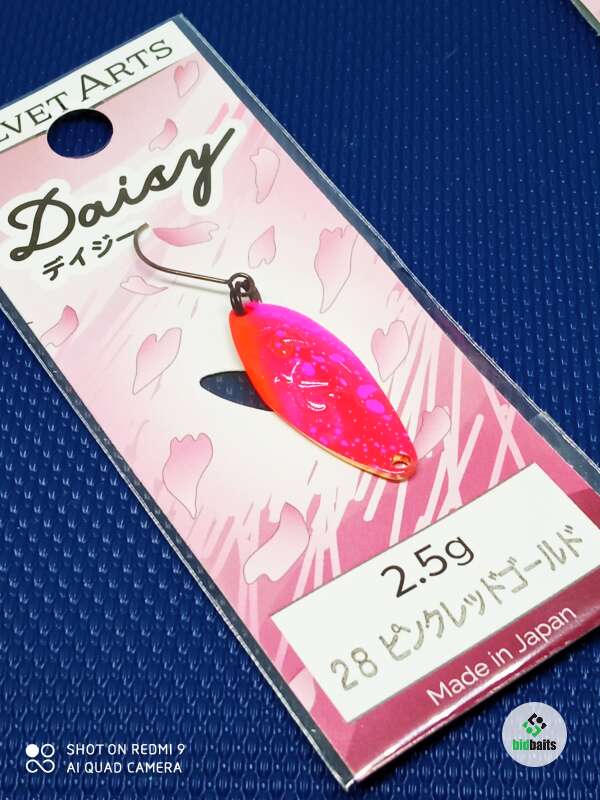 VELVET ARTS
Daisy
デイジー
2.5g
28 ピンクレッドゴールド
Made in Japan
SHOT ON REDMI 9
AI QUAD CAMERA
bidbaits